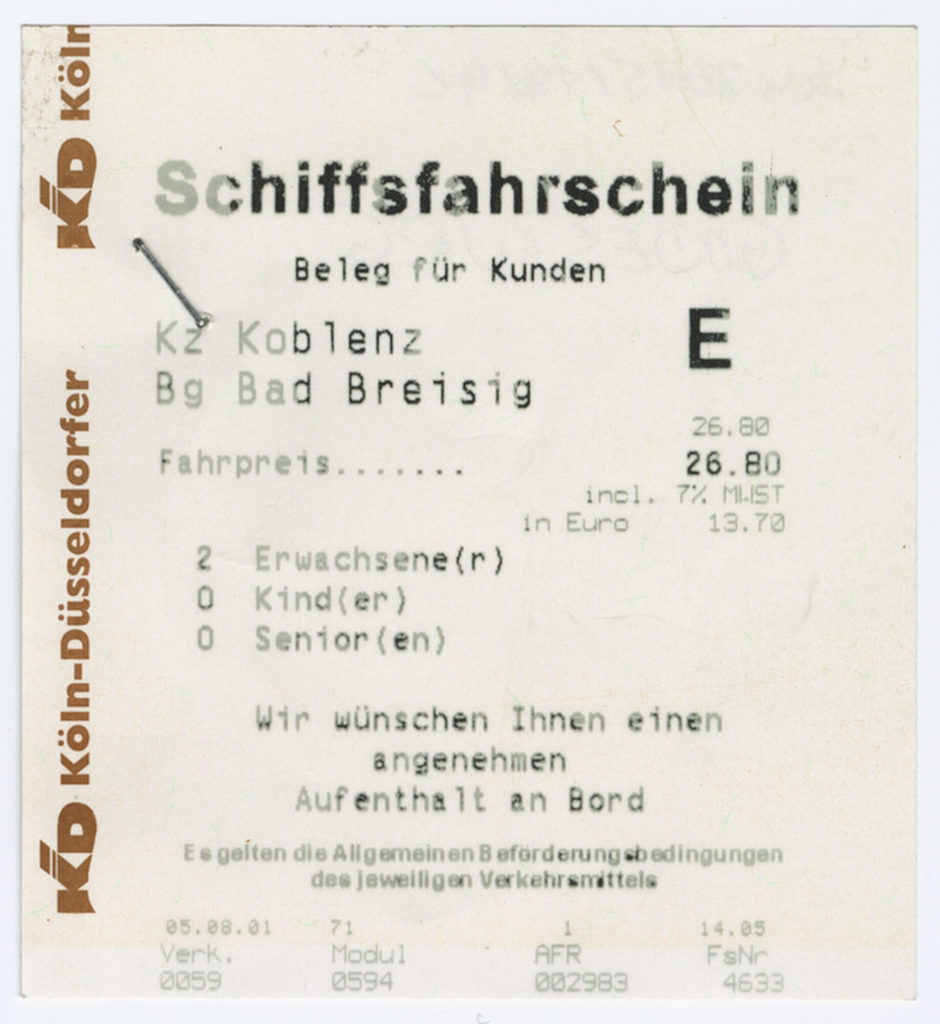 KD Köln
KD Köln-Düsseldorfer
Schiffsfahrschein
Beleg für Kunden
Kz Koblenz
E
Bg Bad Breisig
26.80
Fahrpreis....... 26.80
incl. 7% MWST
in Euro 13.70
2 Erwachsene(r)
0 Kind(er)
0 Senior(en)
Wir wünschen Ihnen einen
angenehmen
Aufenthalt an Bord
Es gelten die Allgemeinen Beförderungsbedingungen
des jeweiligen Verkehrsmittels
05.08.01 71 1 14.05
Verk. Modul AFR FsNr
0059 0594 002983 4633